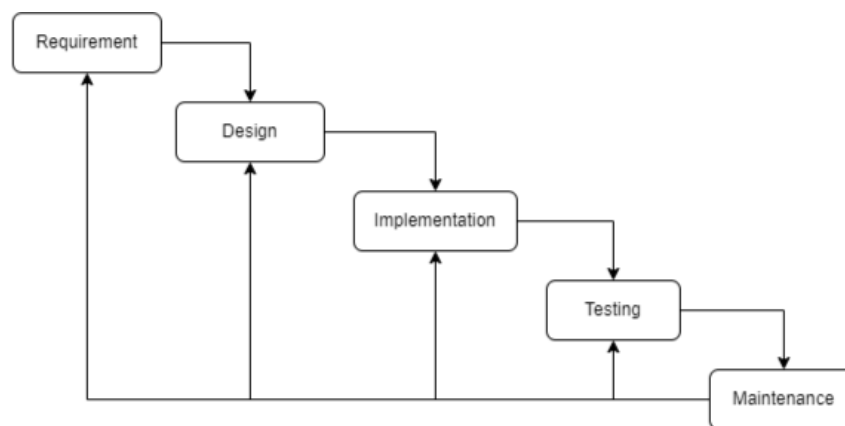 Requirement
Design
Implementation
Testing
Maintenance